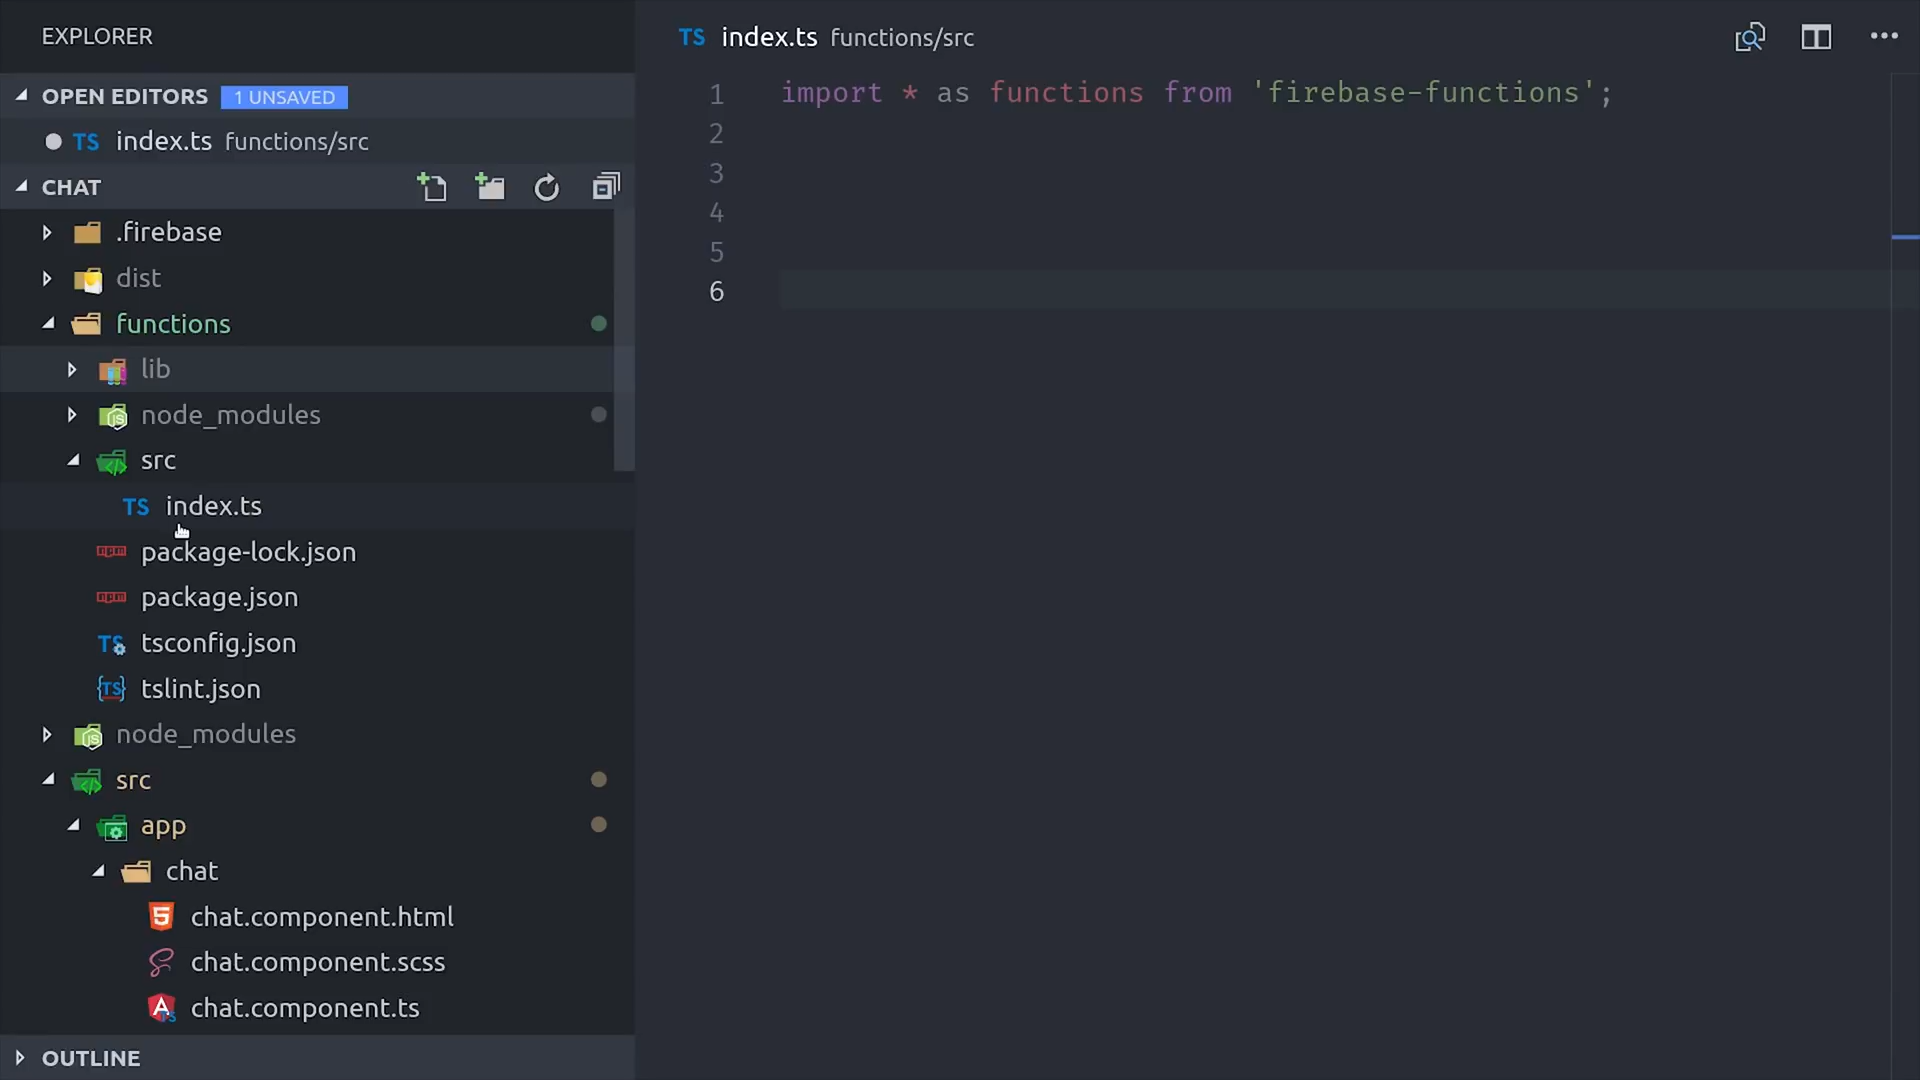 EXPLORER
OPEN EDITORS 1 UNSAVED
TS index.ts functions/src
CHAT
.firebase
dist
functions
lib
node_modules
src
TS index.ts
package-lock.json
package.json
TS tsconfig.json
{TS} tslint.json
node_modules
src
app
chat
5 chat.component.html
chat.component.scss
A chat.component.ts
OUTLINE
TS index.ts functions/src
1 import * as functions from 'firebase-functions';
2
3
4
5
6